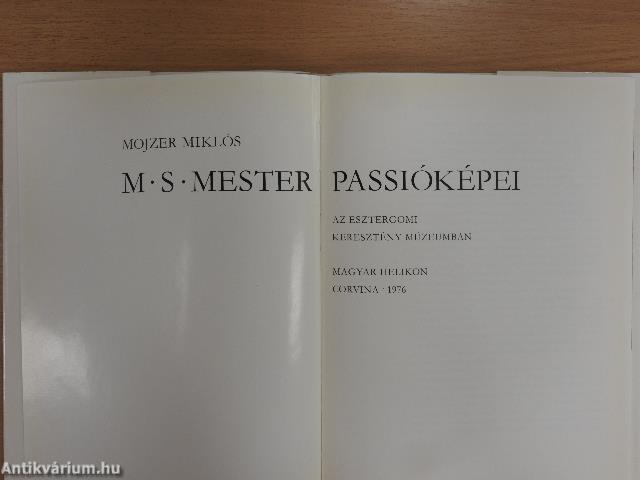 MOJZER MIKLÓS
M · S · MESTER PASSIÓKÉPEI
AZ ESZTERGOMI
KERESZTÉNY MÚZEUMBAN
MAGYAR HELIKON
CORVINA · 1976
Antikvárium.hu